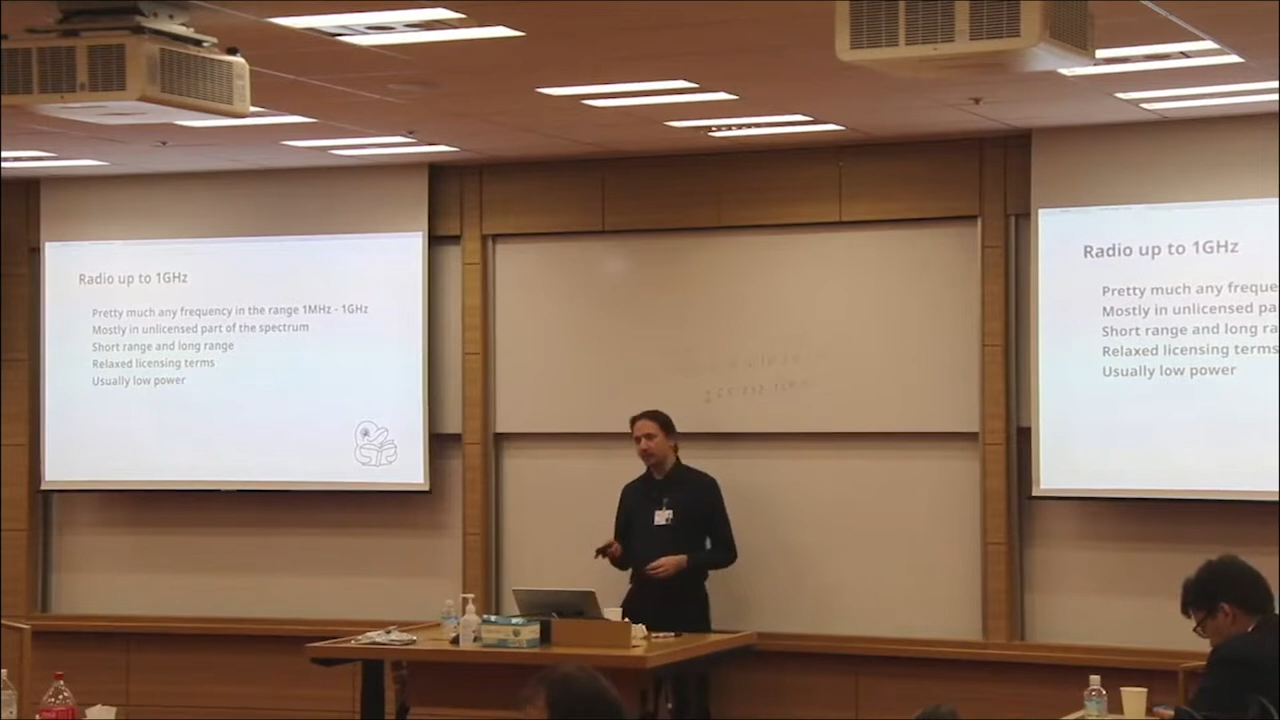 Radio up to 1GHz
Pretty much any frequency in the range 1MHz - 1GHz
Mostly in unlicensed part of the spectrum
Short range and long range
Relaxed licensing terms
Usually low power
Radio up to 1GHz
Pretty much any freque
Mostly in unlicensed pa
Short range and long ra
Relaxed licensing terms
Usually low power